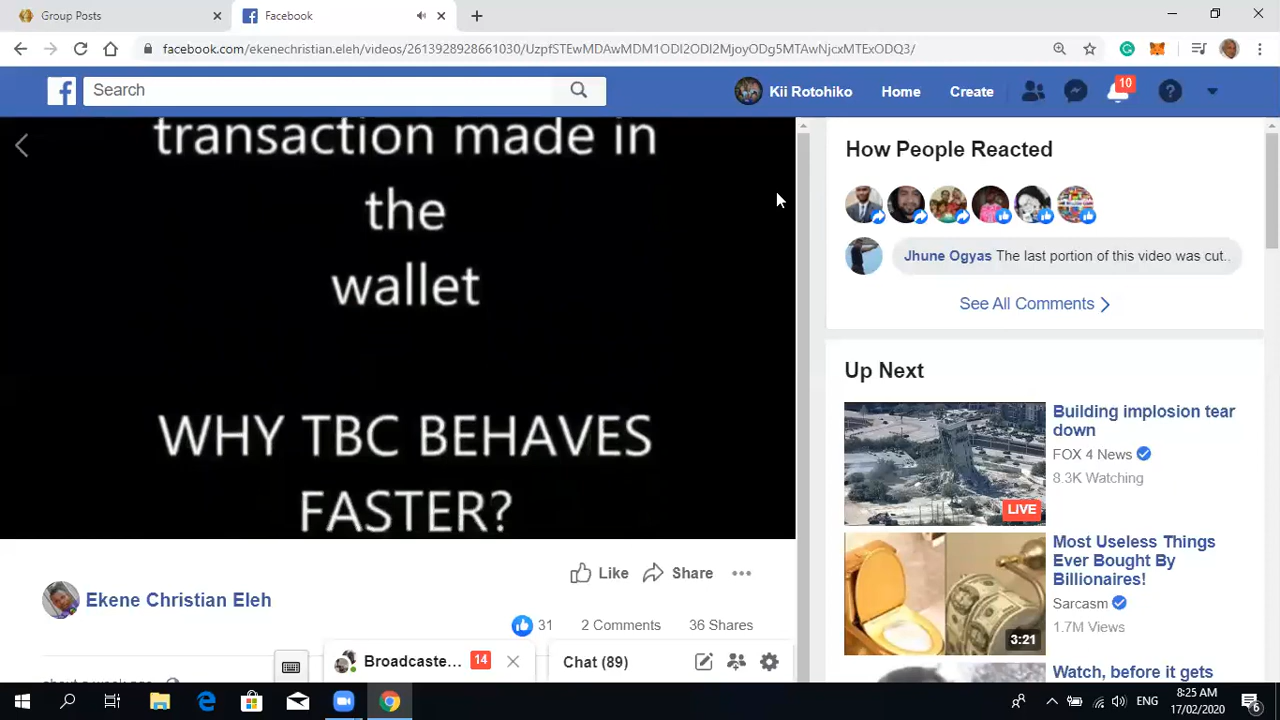 Group Posts
Facebook
facebook.com/ekenechristian.eleh/videos/2613928928661030/UzpfSTEwMDAwMDM1ODI2ODI2MjoyODg5MTAwNjcxMTExODQ3/
Search
Kii Rotohiko
Home
Create
10
transaction made in
the
wallet
WHY TBC BEHAVES
FASTER?
How People Reacted
Jhune Ogyas The last portion of this video was cut..
See All Comments
Up Next
Building implosion tear
down
FOX 4 News
8.3K Watching
LIVE
Most Useless Things
Ever Bought By
Billionaires!
Sarcasm
1.7M Views
3:21
Watch, before it gets
Like
Share
Ekene Christian Eleh
31
2 Comments
36 Shares
Broadcaste...
14
Chat (89)
about a week ago
ENG
8:25 AM
17/02/2020
6